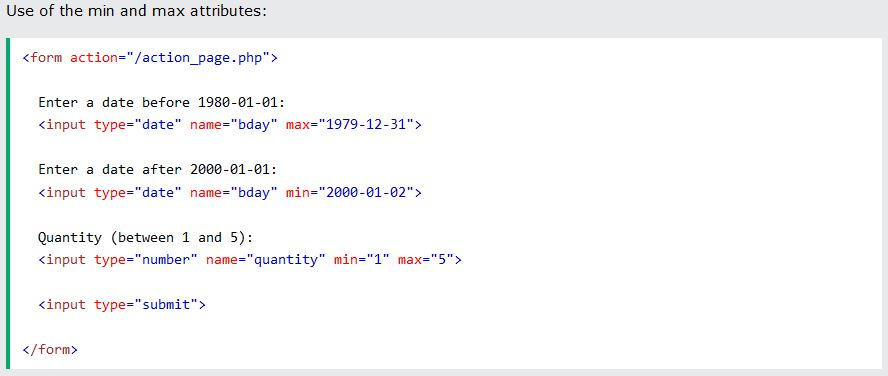 Use of the min and max attributes:
<form action="/action_page.php">
Enter a date before 1980-01-01:
<input type="date" name="bday" max="1979-12-31">
Enter a date after 2000-01-01:
<input type="date" name="bday" min="2000-01-02">
Quantity (between 1 and 5):
<input type="number" name="quantity" min="1" max="5">
<input type="submit">
</form>